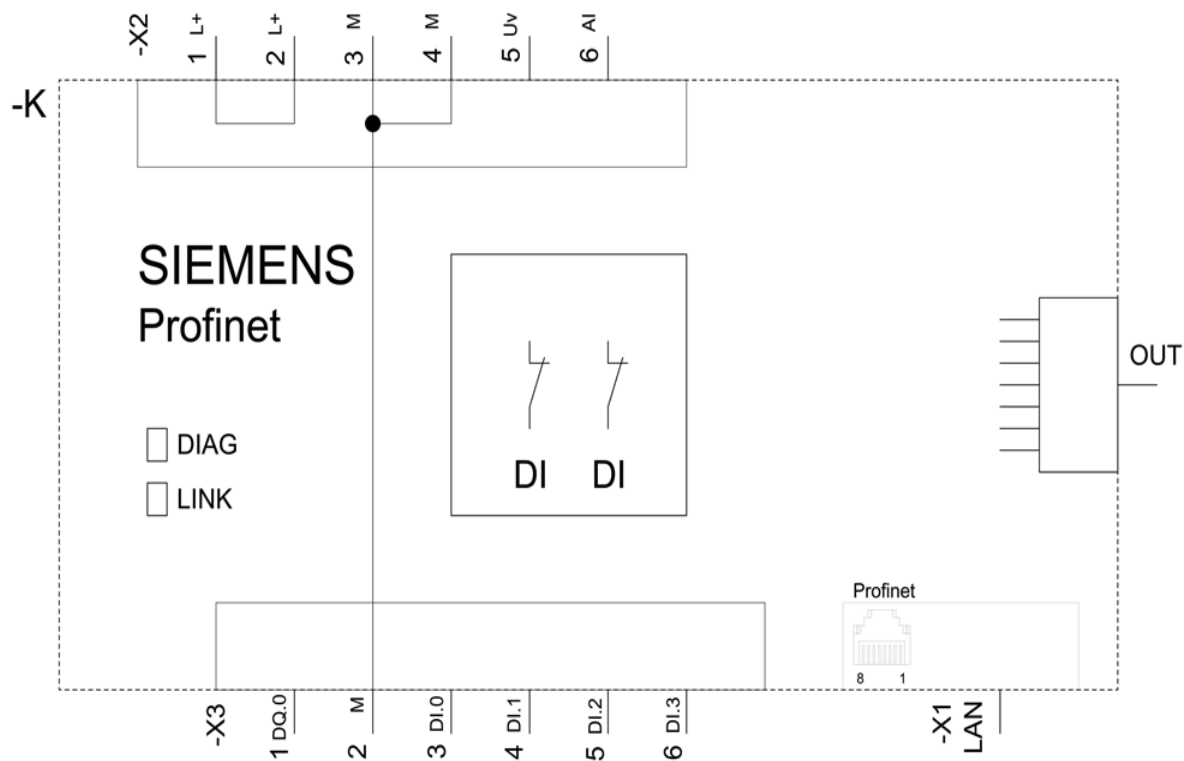 -X2
1 L+
2 L+
3 M
4 M
5 Uv
6 AI
-K
SIEMENS
Profinet
DIAG
LINK
DI DI
OUT
Profinet
8 1
-X3
1 DQ.0
2 M
3 DI.0
4 DI.1
5 DI.2
6 DI.3
-X1
LAN